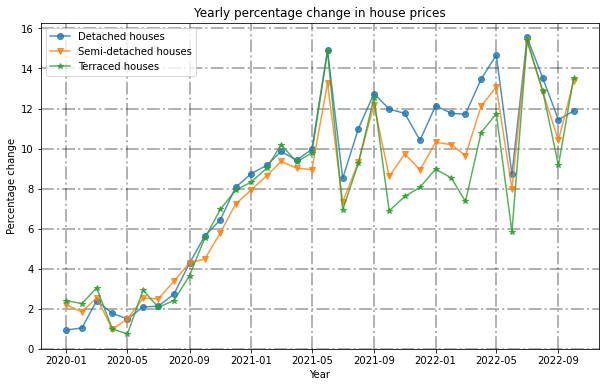 Yearly percentage change in house prices
Detached houses
Semi-detached houses
Terraced houses
Percentage change
16
14
12
10
8
6
4
2
0
2020-01 2020-05 2020-09 2021-01 2021-05 2021-09 2022-01 2022-05 2022-09
Year